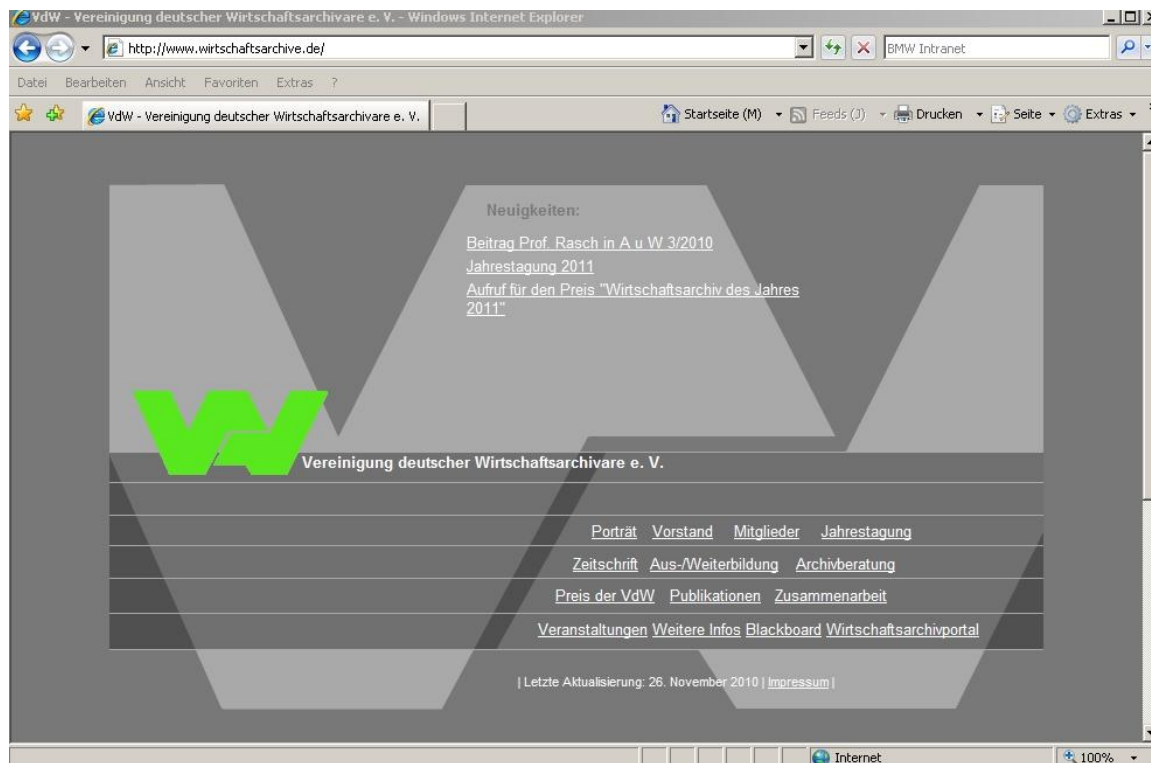 VdW - Vereinigung deutscher Wirtschaftsarchivare e. V. - Windows Internet Explorer
http://www.wirtschaftsarchive.de/ BMW Intranet
Datei Bearbeiten Ansicht Favoriten Extras ?
VdW - Vereinigung deutscher Wirtschaftsarchivare e. V. Startseite (M) Feeds (J) Drucken Seite Extras
Neuigkeiten:
Beitrag Prof. Rasch in A u W 3/2010
Jahrestagung 2011
Aufruf für den Preis "Wirtschaftsarchiv des Jahres
2011"
Vereinigung deutscher Wirtschaftsarchivare e. V.
Porträt Vorstand Mitglieder Jahrestagung
Zeitschrift Aus-/Weiterbildung Archivberatung
Preis der VdW Publikationen Zusammenarbeit
Veranstaltungen Weitere Infos Blackboard Wirtschaftsarchivportal
| Letzte Aktualisierung: 26. November 2010 | Impressum |
Internet 100%